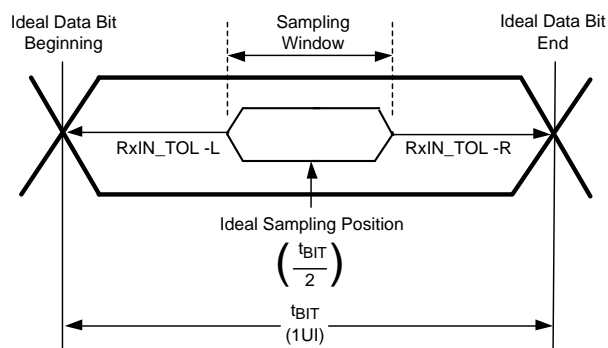 Ideal Data Bit
Beginning
Sampling
Window
Ideal Data Bit
End
RxIN_TOL -L
RxIN_TOL -R
Ideal Sampling Position
(tBIT
2)
tBIT
(1UI)